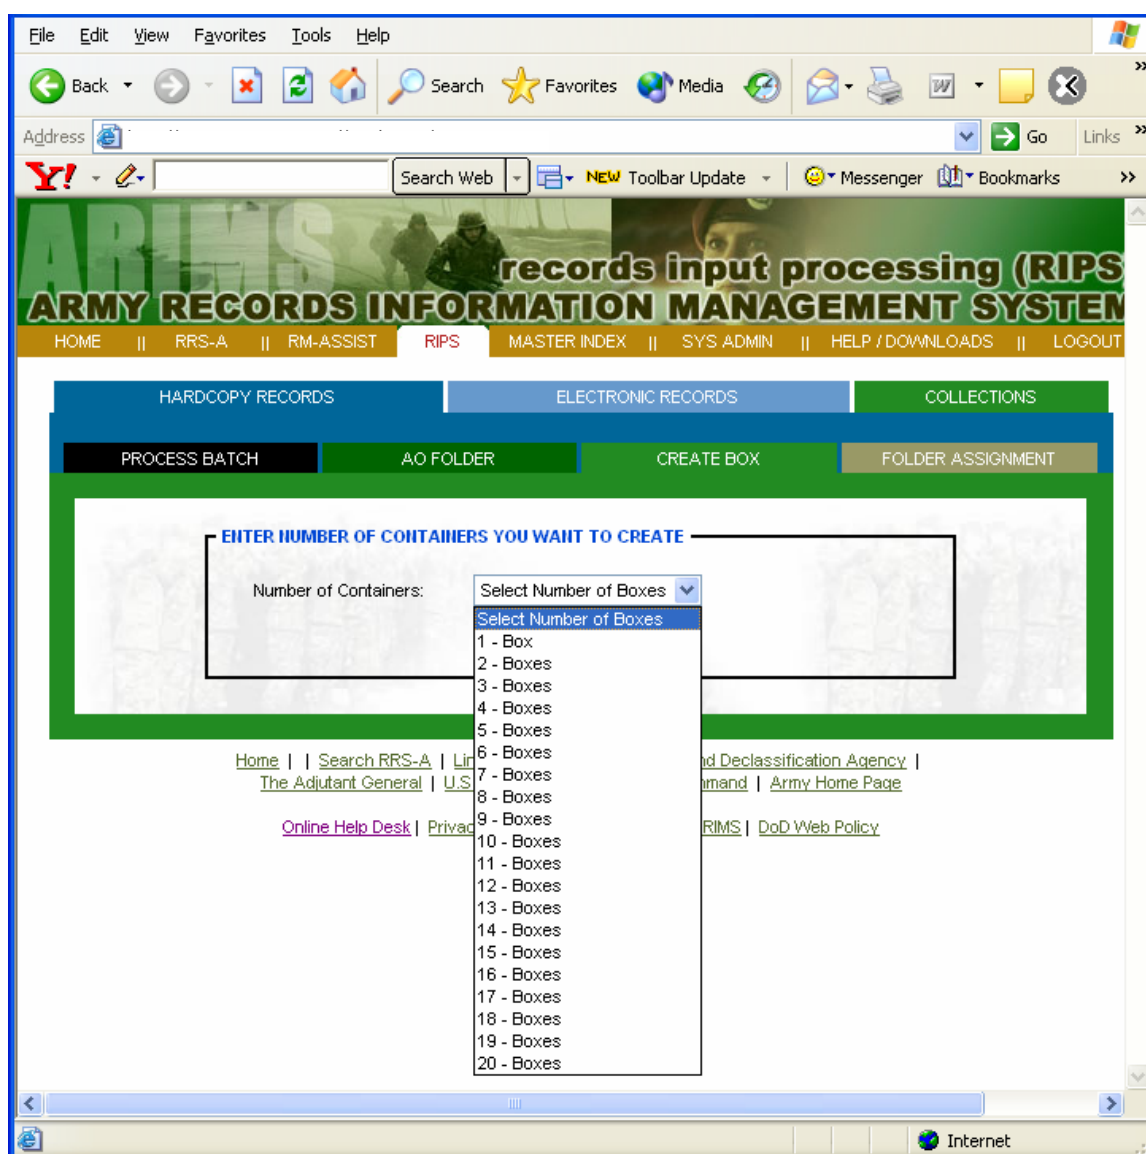 File Edit View Favorites Tools Help
Back Search Favorites Media
Address Go Links
Y! Search Web NEW Toolbar Update Messenger Bookmarks
ARIMS
records input processing (RIPS
ARMY RECORDS INFORMATION MANAGEMENT SYSTEM
HOME || RRS-A || RM-ASSIST RIPS MASTER INDEX || SYS ADMIN || HELP / DOWNLOADS || LOGOUT
HARDCOPY RECORDS ELECTRONIC RECORDS COLLECTIONS
PROCESS BATCH AO FOLDER CREATE BOX FOLDER ASSIGNMENT
ENTER NUMBER OF CONTAINERS YOU WANT TO CREATE
Number of Containers: Select Number of Boxes
Select Number of Boxes
1 - Box
2 - Boxes
3 - Boxes
4 - Boxes
5 - Boxes
6 - Boxes
7 - Boxes
8 - Boxes
9 - Boxes
10 - Boxes
11 - Boxes
12 - Boxes
13 - Boxes
14 - Boxes
15 - Boxes
16 - Boxes
17 - Boxes
18 - Boxes
19 - Boxes
20 - Boxes
Home | | Search RRS-A | Declassification Agency |
The Adjutant General | U.S | Army Home Page
Online Help Desk | | DoD Web Policy
Internet